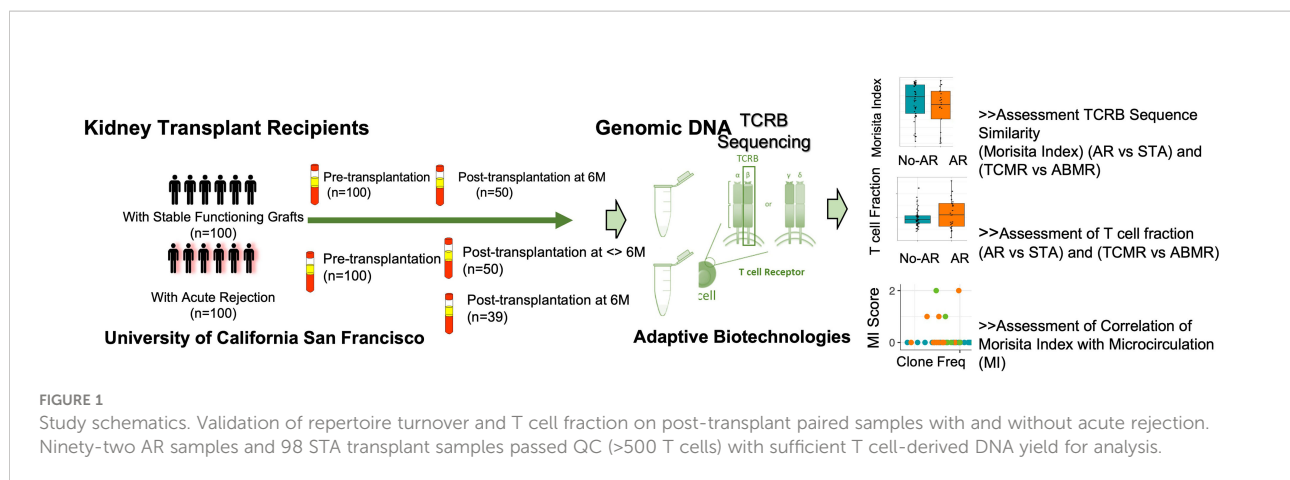 Kidney Transplant Recipients
With Stable Functioning Grafts
(n=100)
With Acute Rejection
(n=100)
University of California San Francisco
Pre-transplantation
(n=100)
Post-transplantation at 6M
(n=50)
Pre-transplantation
(n=100)
Post-transplantation at <> 6M
(n=50)
Post-transplantation at 6M
(n=39)
Genomic DNA
TCRB
Sequencing
TCRB
α β
or
γ δ
T cell Receptor
cell
Adaptive Biotechnologies
Morisita Index
No-AR AR
>>Assessment TCRB Sequence
Similarity
(Morisita Index) (AR vs STA) and
(TCMR vs ABMR)
T cell Fraction
No-AR AR
>>Assessment of T cell fraction
(AR vs STA) and (TCMR vs ABMR)
MI Score
2
0
Clone Freq
>>Assessment of Correlation of
Morisita Index with Microcirculation
(MI)
FIGURE 1
Study schematics. Validation of repertoire turnover and T cell fraction on post-transplant paired samples with and without acute rejection.
Ninety-two AR samples and 98 STA transplant samples passed QC (>500 T cells) with sufficient T cell-derived DNA yield for analysis.